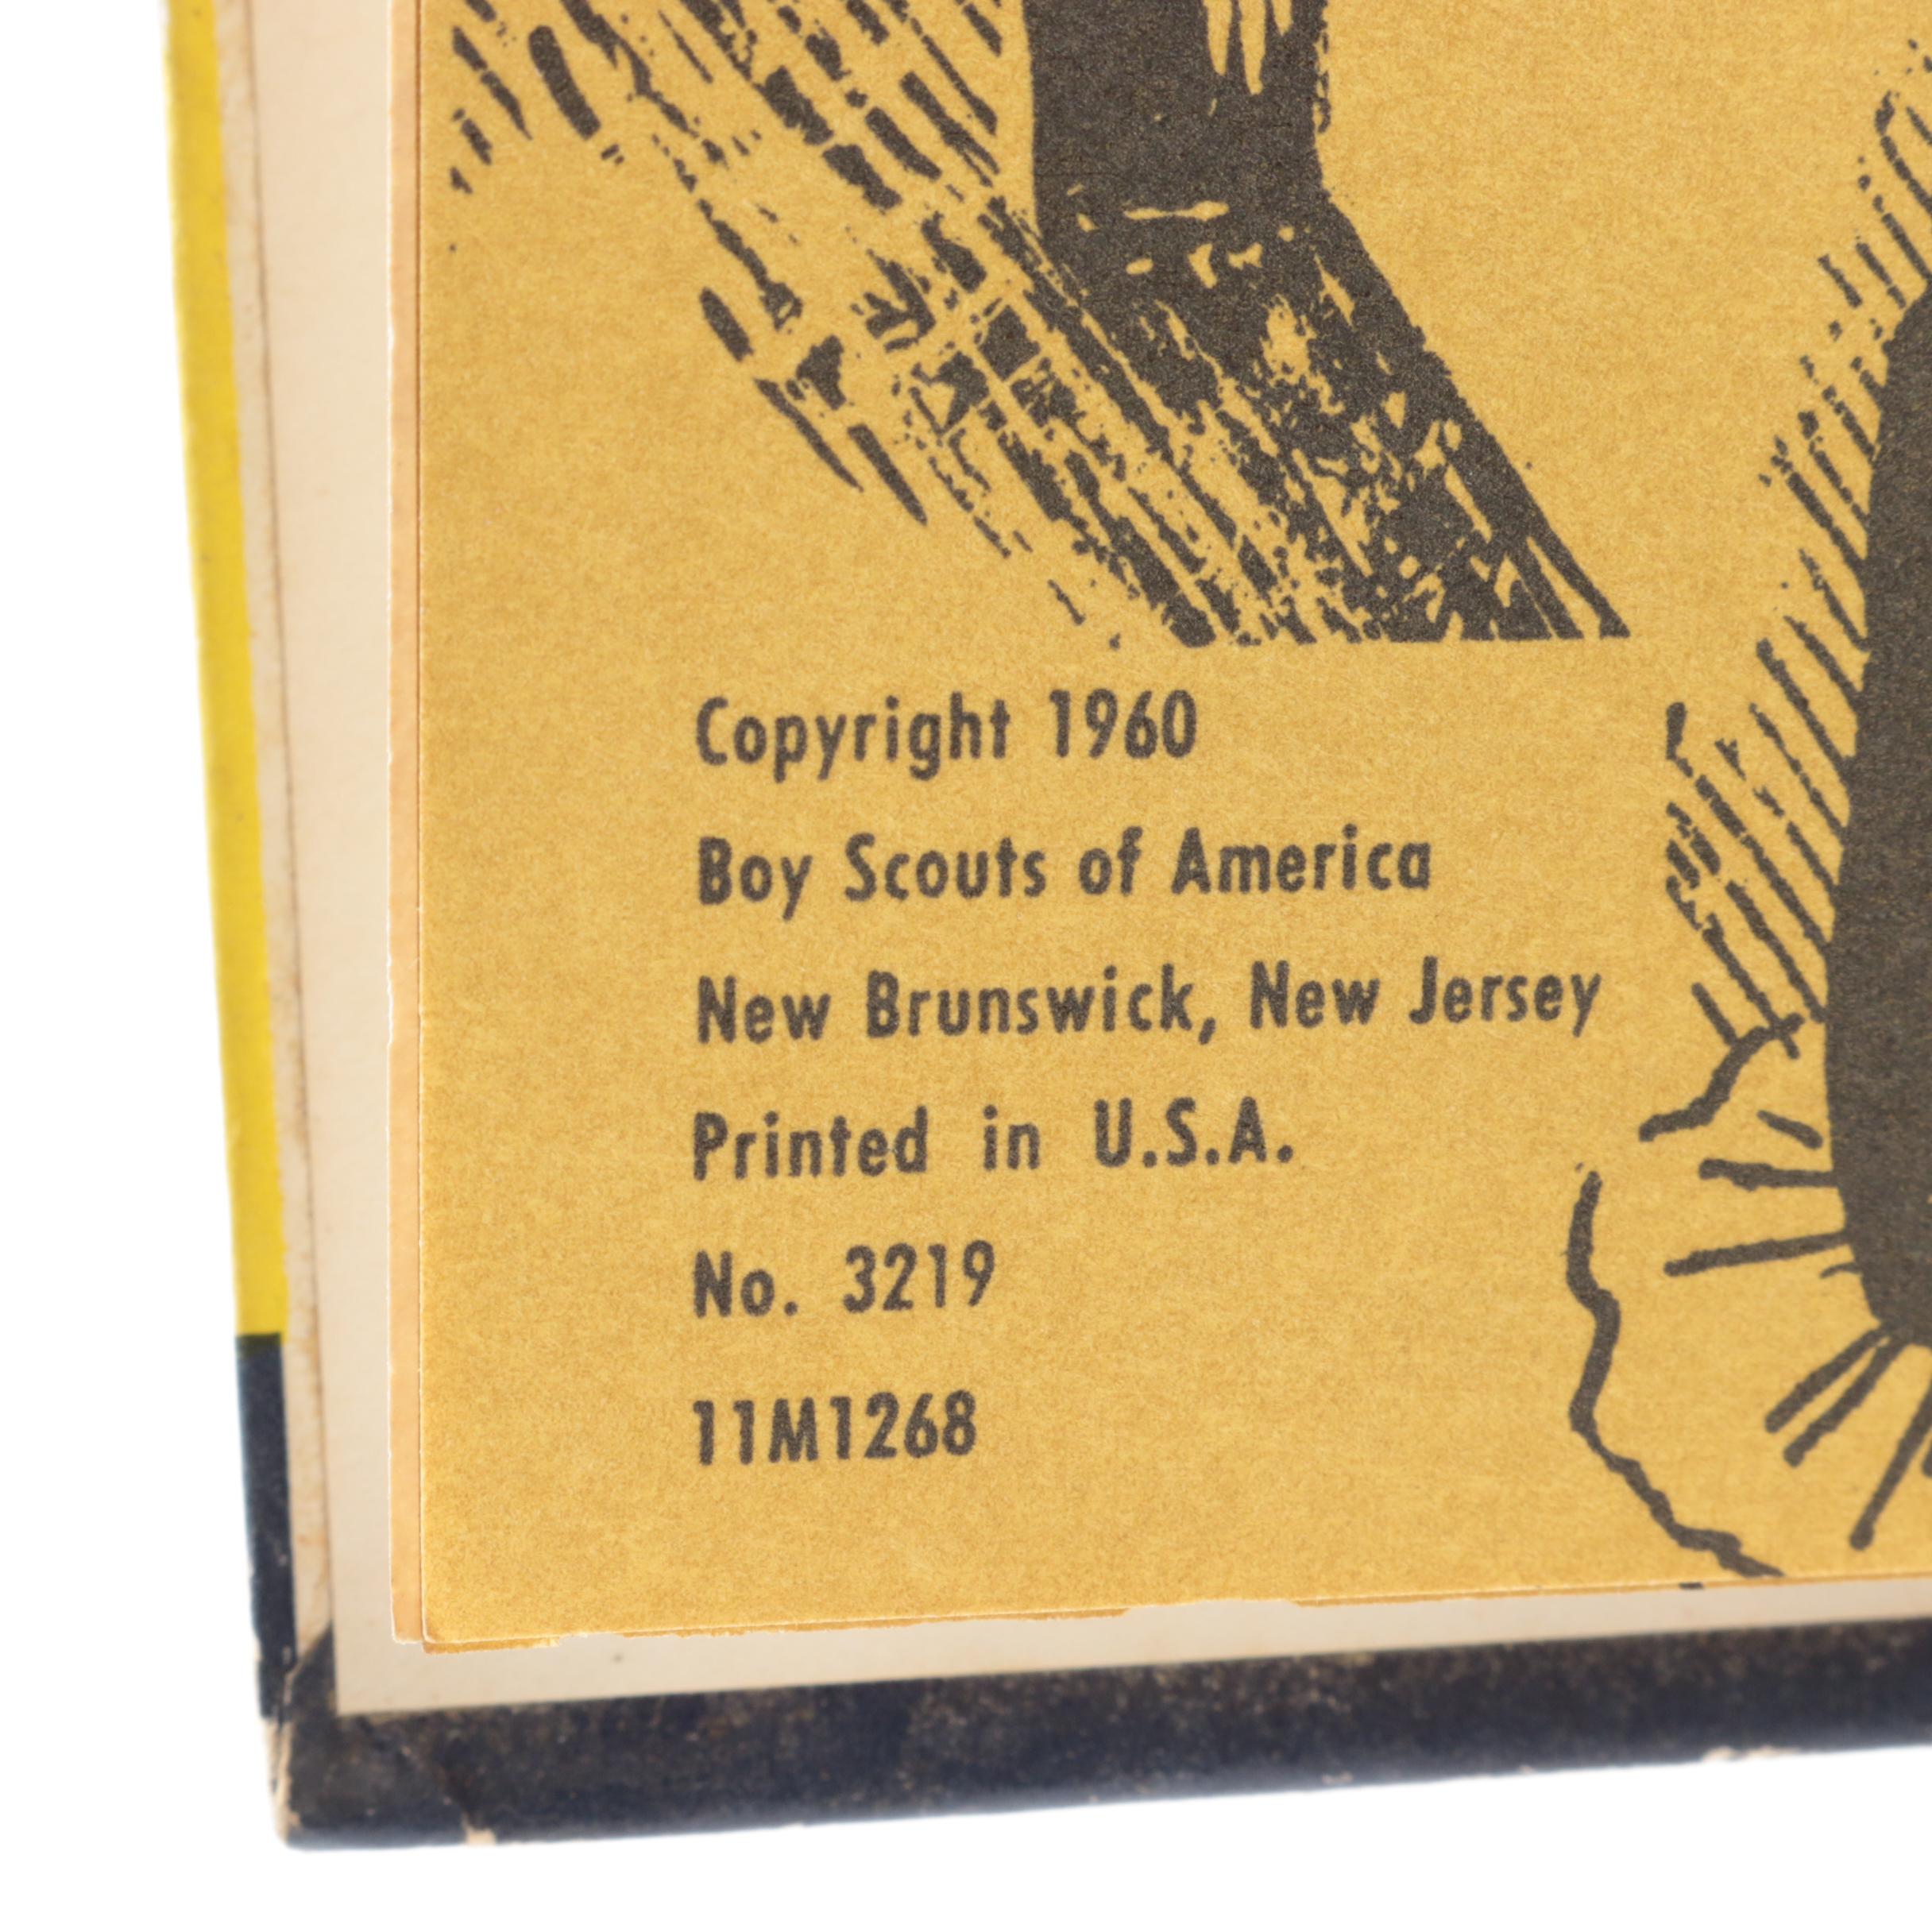 Copyright 1960
Boy Scouts of America
New Brunswick, New Jersey
Printed in U.S.A.
No. 3219
11M1268